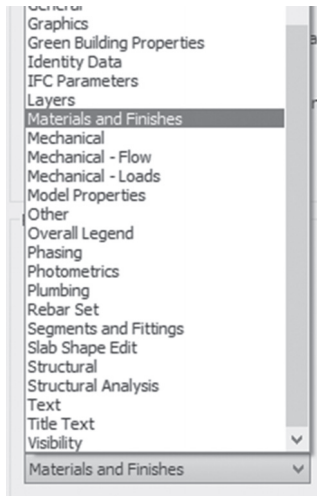 General
Graphics
Green Building Properties
Identity Data
IFC Parameters
Layers
Materials and Finishes
Mechanical
Mechanical - Flow
Mechanical - Loads
Model Properties
Other
Overall Legend
Phasing
Photometrics
Plumbing
Rebar Set
Segments and Fittings
Slab Shape Edit
Structural
Structural Analysis
Text
Title Text
Visibility
Materials and Finishes